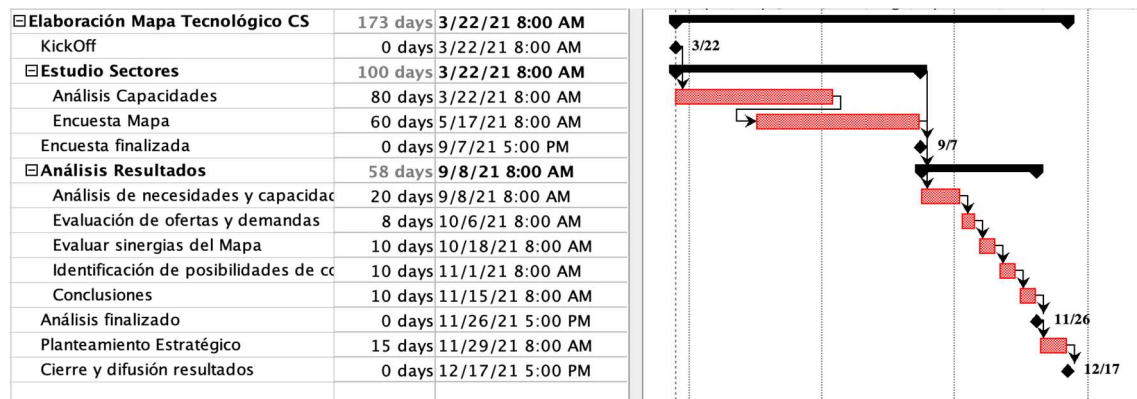 Elaboración Mapa Tecnológico CS 173 days 3/22/21 8:00 AM
KickOff 0 days 3/22/21 8:00 AM 3/22
Estudio Sectores 100 days 3/22/21 8:00 AM
Análisis Capacidades 80 days 3/22/21 8:00 AM
Encuesta Mapa 60 days 5/17/21 8:00 AM
Encuesta finalizada 0 days 9/7/21 5:00 PM 9/7
Análisis Resultados 58 days 9/8/21 8:00 AM
Análisis de necesidades y capacidad 20 days 9/8/21 8:00 AM
Evaluación de ofertas y demandas 8 days 10/6/21 8:00 AM
Evaluar sinergias del Mapa 10 days 10/18/21 8:00 AM
Identificación de posibilidades de co 10 days 11/1/21 8:00 AM
Conclusiones 10 days 11/15/21 8:00 AM
Análisis finalizado 0 days 11/26/21 5:00 PM 11/26
Planteamiento Estratégico 15 days 11/29/21 8:00 AM
Cierre y difusión resultados 0 days 12/17/21 5:00 PM 12/17